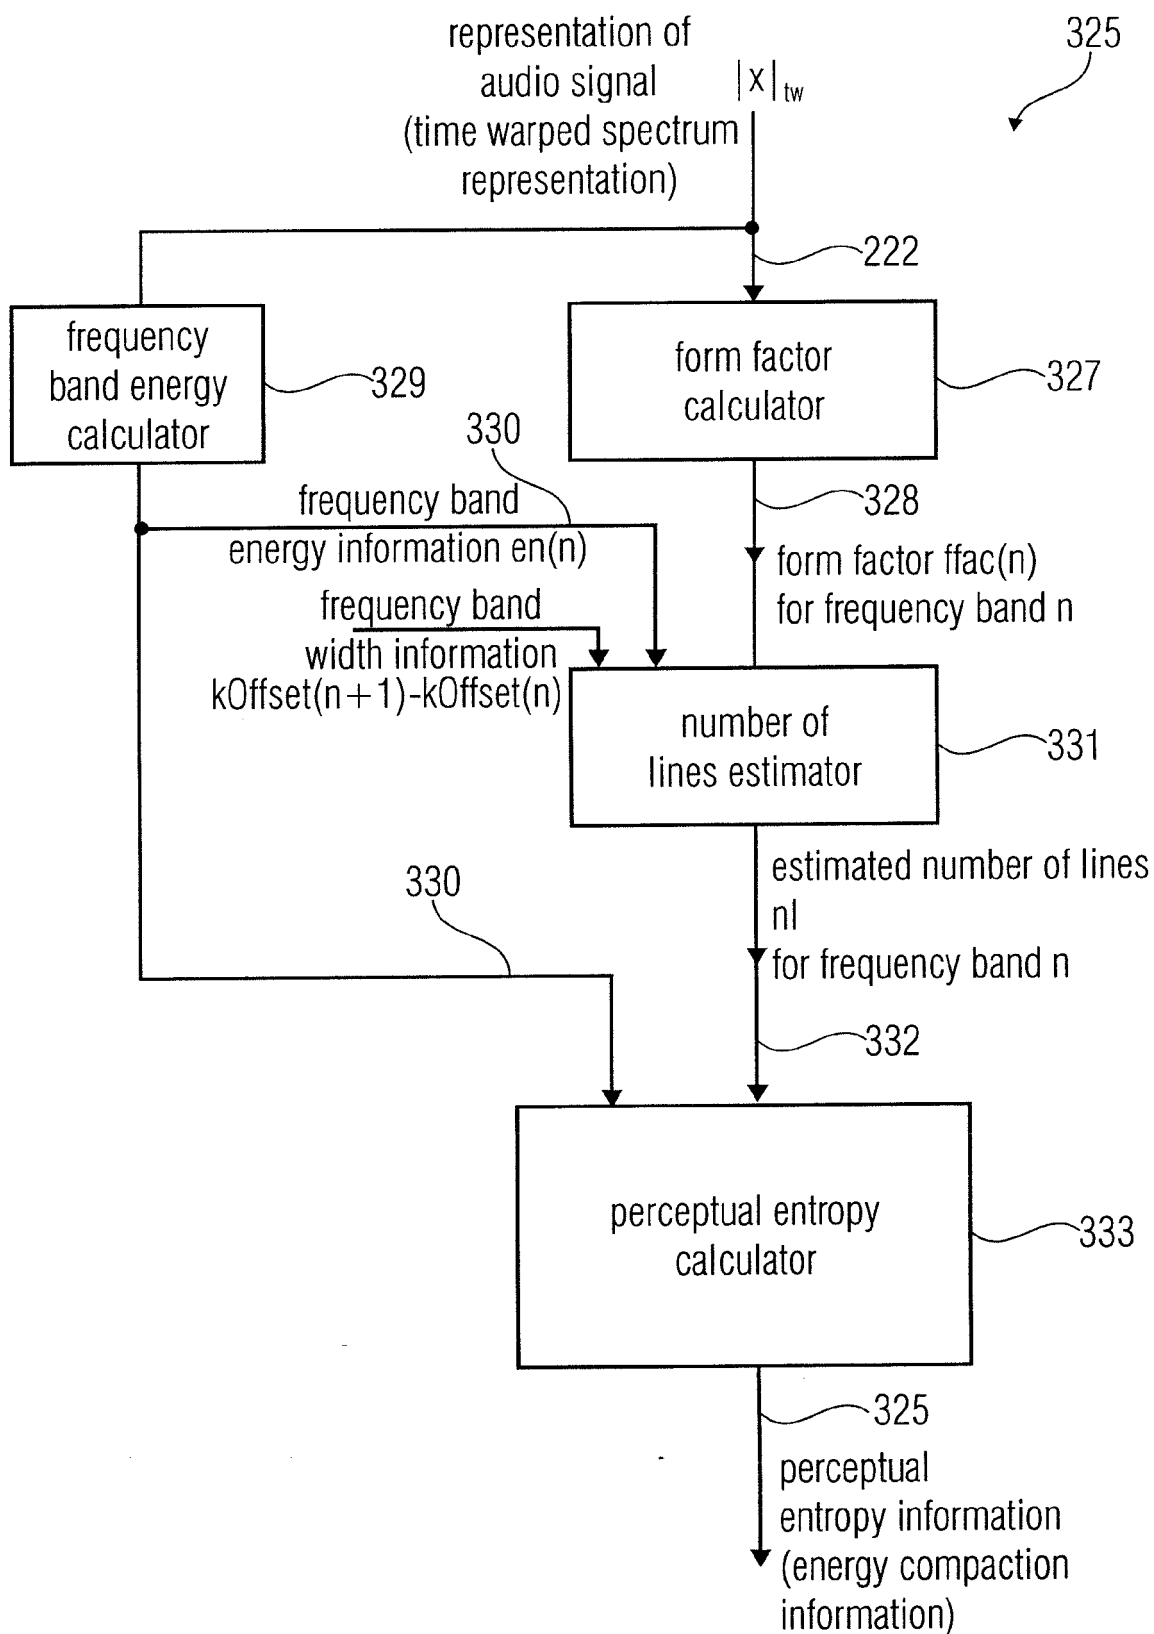 representation of
audio signal
(time warped spectrum
representation)
|x|tw
325
222
frequency
band energy
calculator
329
form factor
calculator
327
330
328
frequency band
energy information en(n)
form factor ffac(n)
for frequency band n
frequency band
width information
kOffset(n+1)-kOffset(n)
number of
lines estimator
331
estimated number of lines
nl
for frequency band n
330
332
perceptual entropy
calculator
333
325
perceptual
entropy information
(energy compaction
information)